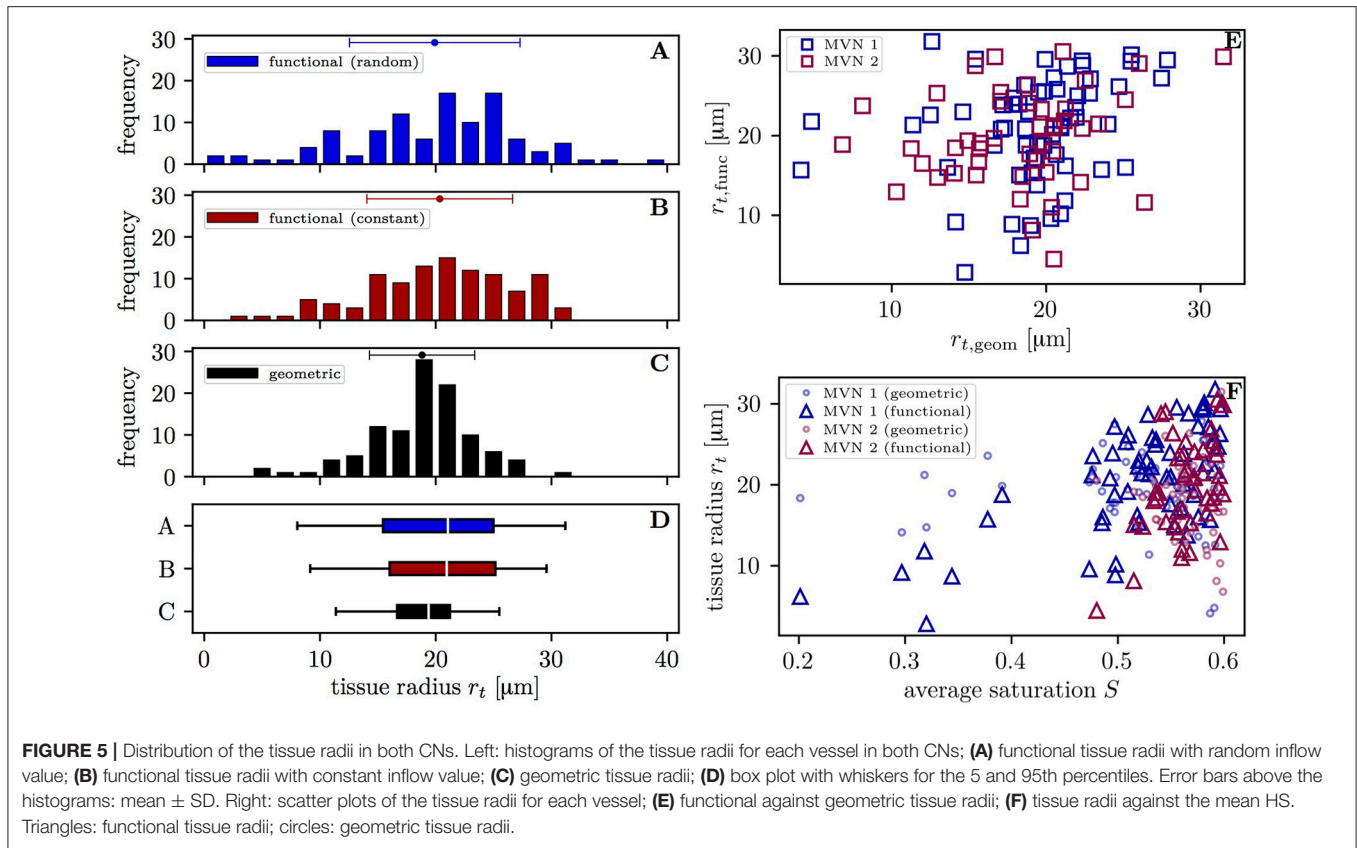 30
20
10
0
frequency
functional (random)
A
30
20
10
0
frequency
functional (constant)
B
30
20
10
0
frequency
geometric
C
A
B
C
D
0 10 20 30 40
tissue radius r_t [μm]
E
MVN 1
MVN 2
30
20
10
r_{t,func} [μm]
10 20 30
r_{t,geom} [μm]
F
MVN 1 (geometric)
MVN 1 (functional)
MVN 2 (geometric)
MVN 2 (functional)
30
20
10
tissue radius r_t [μm]
0.2 0.3 0.4 0.5 0.6
average saturation S
FIGURE 5 | Distribution of the tissue radii in both CNs. Left: histograms of the tissue radii for each vessel in both CNs; (A) functional tissue radii with random inflow
value; (B) functional tissue radii with constant inflow value; (C) geometric tissue radii; (D) box plot with whiskers for the 5 and 95th percentiles. Error bars above the
histograms: mean ± SD. Right: scatter plots of the tissue radii for each vessel; (E) functional against geometric tissue radii; (F) tissue radii against the mean HS.
Triangles: functional tissue radii; circles: geometric tissue radii.